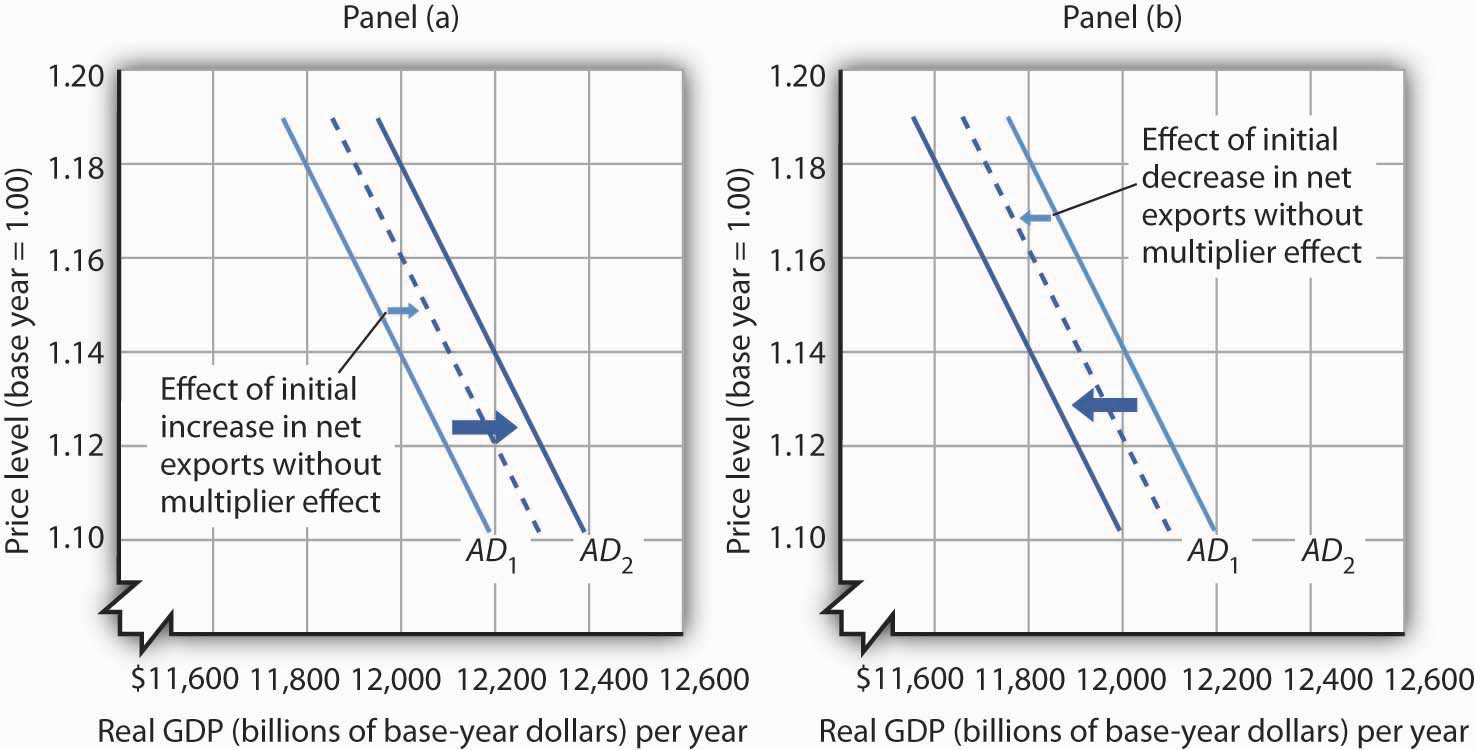 Panel (a)
1.20
1.18
1.16
1.14
1.12
1.10
Price level (base year = 1.00)
Effect of initial
increase in net
exports without
multiplier effect
AD1
AD2
$11,600 11,800 12,000 12,200 12,400 12,600
Real GDP (billions of base-year dollars) per year
Panel (b)
1.20
1.18
1.16
1.14
1.12
1.10
Price level (base year = 1.00)
Effect of initial
decrease in net
exports without
multiplier effect
AD1
AD2
$11,600 11,800 12,000 12,200 12,400 12,600
Real GDP (billions of base-year dollars) per year